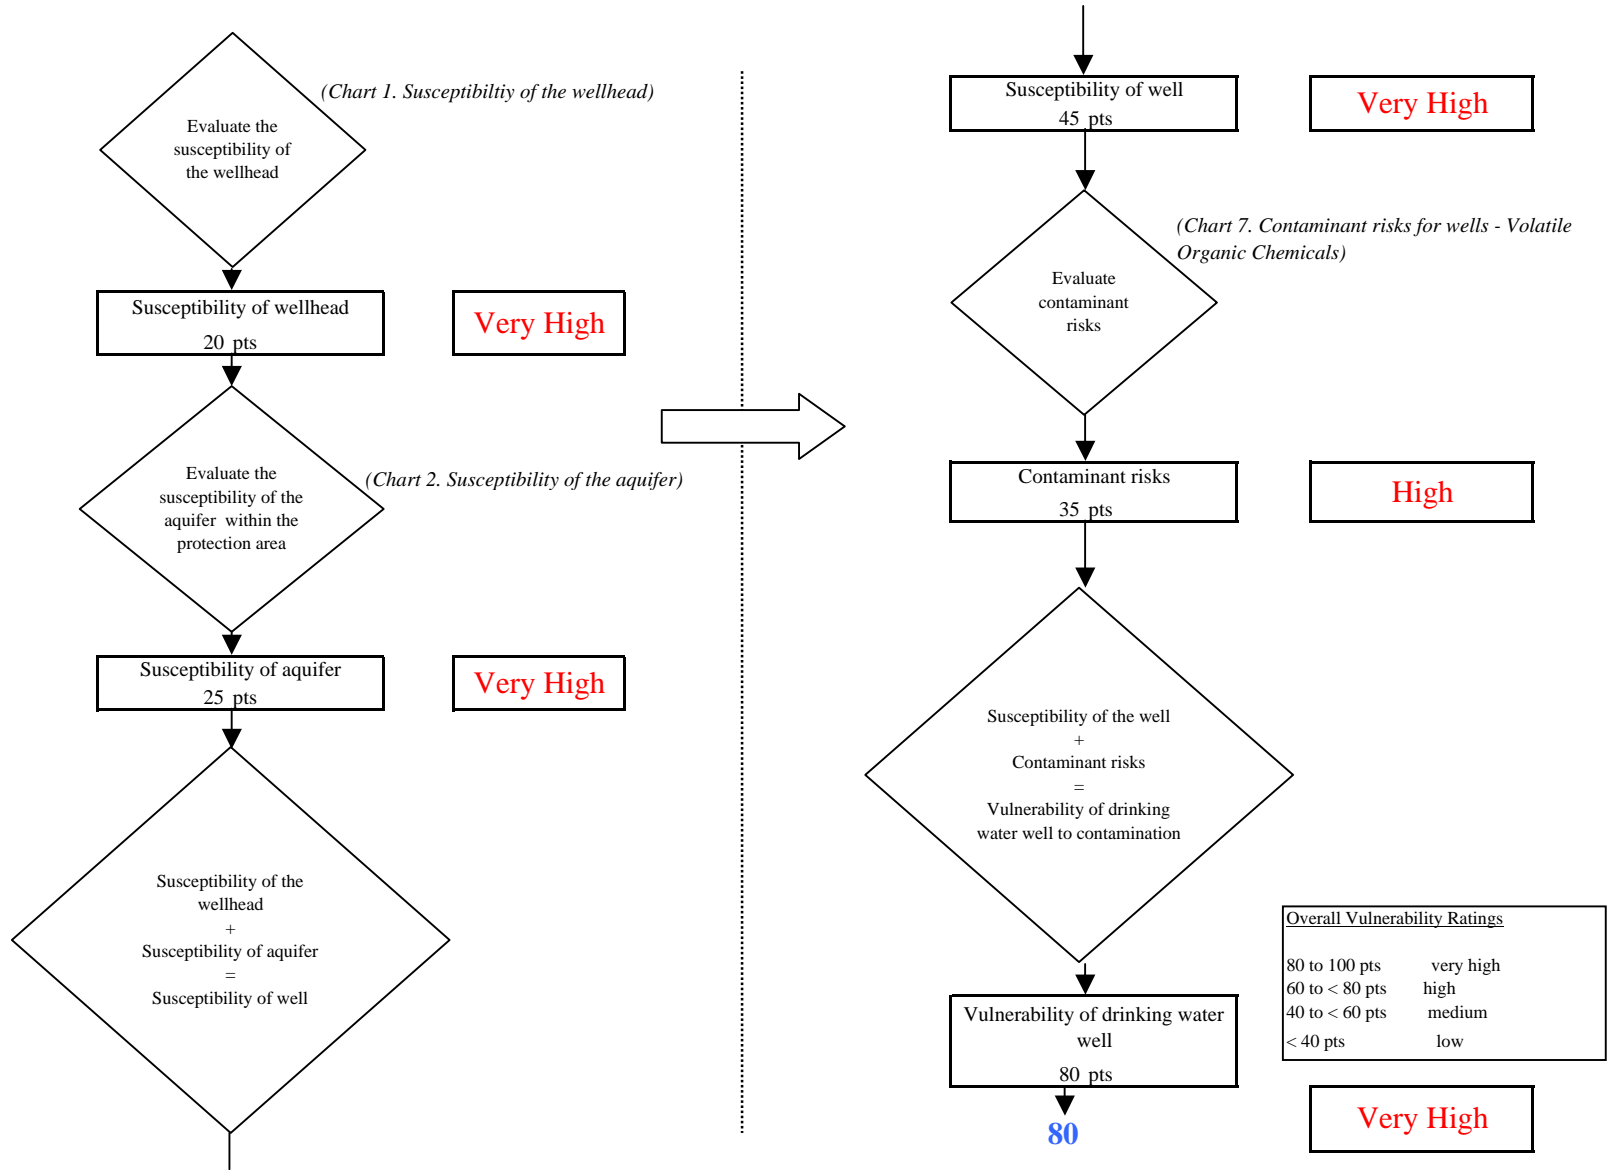 (Chart 1. Susceptibiltiy of the wellhead)
Evaluate the
susceptibility of
the wellhead
Susceptibility of wellhead
20 pts
Very High
Evaluate the
susceptibility of the
aquifer within the
protection area
(Chart 2. Susceptibility of the aquifer)
Susceptibility of aquifer
25 pts
Very High
Susceptibility of the
wellhead
+
Susceptibility of aquifer
=
Susceptibility of well
Susceptibility of well
45 pts
Very High
(Chart 7. Contaminant risks for wells - Volatile
Organic Chemicals)
Evaluate
contaminant
risks
Contaminant risks
35 pts
High
Susceptibility of the well
+
Contaminant risks
=
Vulnerability of drinking
water well to contamination
Vulnerability of drinking water
well
80 pts
80
Overall Vulnerability Ratings
80 to 100 pts very high
60 to < 80 pts high
40 to < 60 pts medium
< 40 pts low
Very High